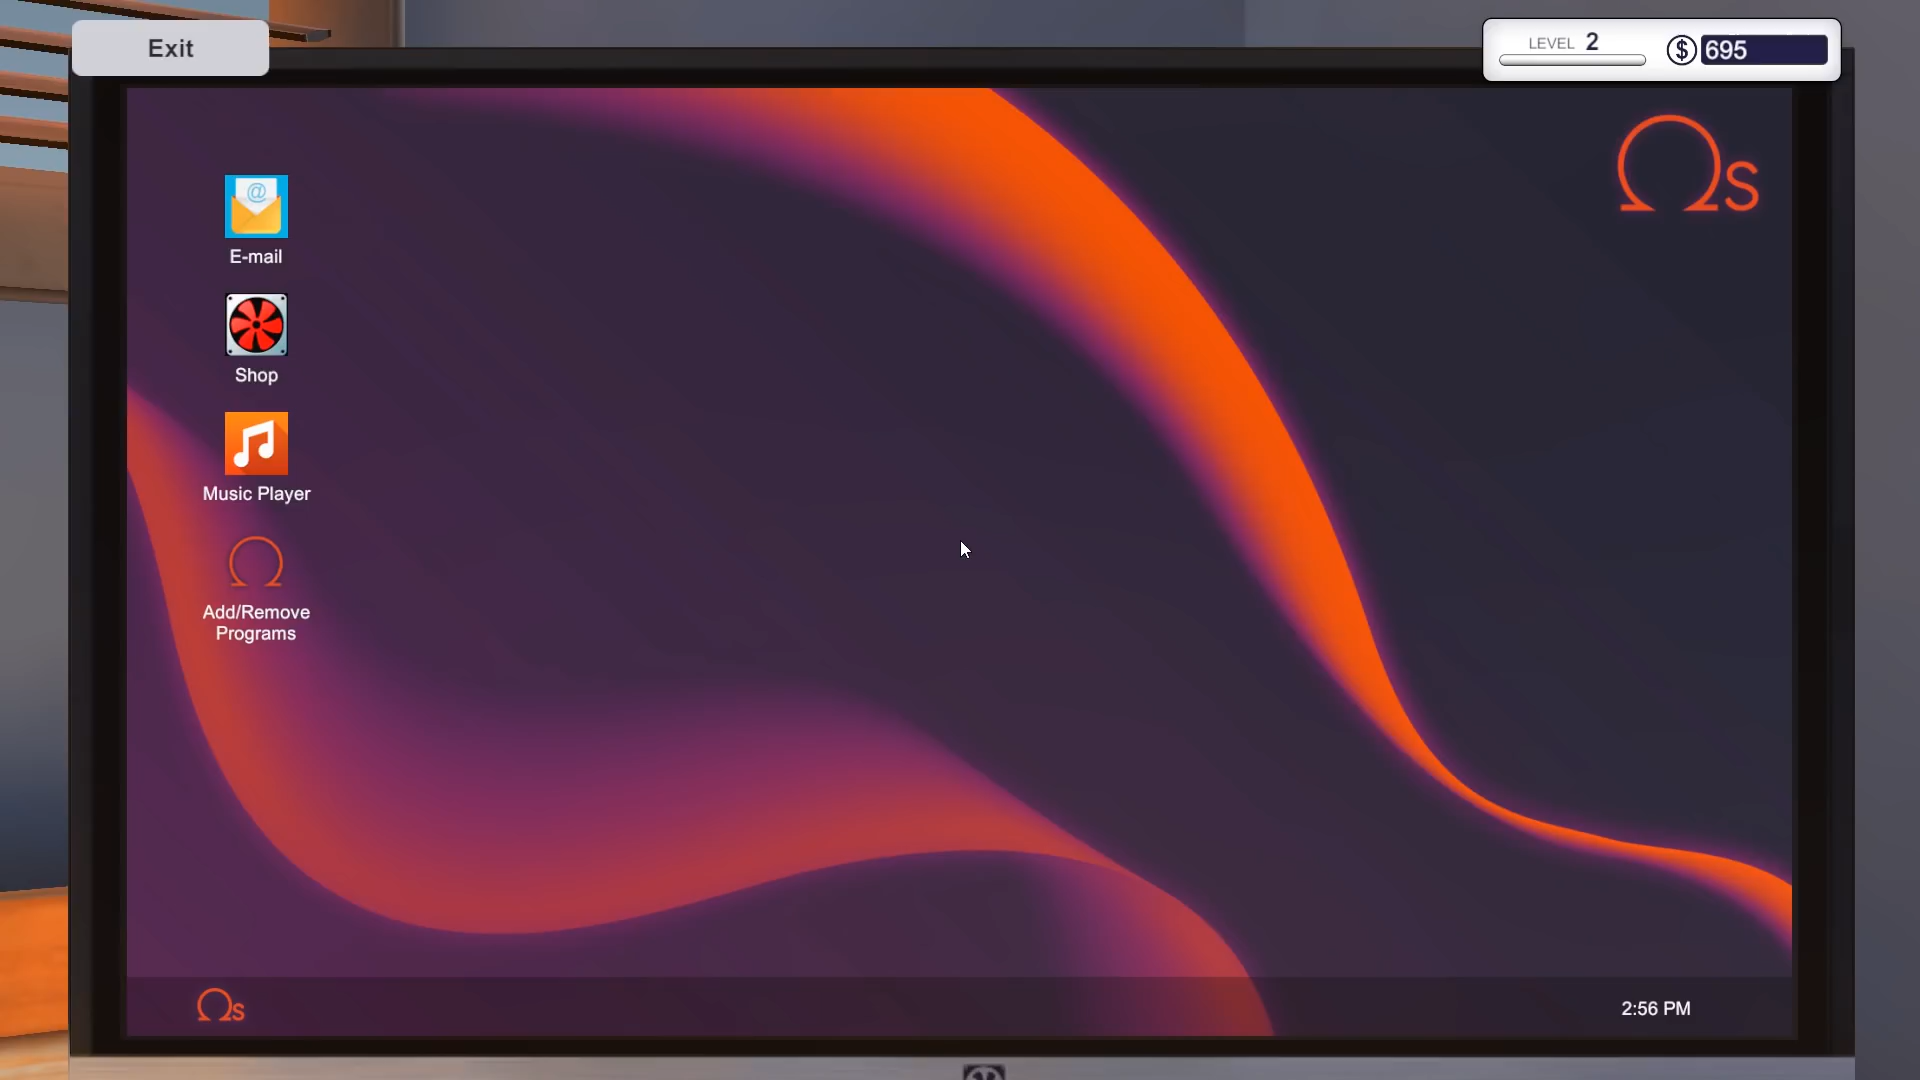 Exit
LEVEL 2
$ 695
Ωs
E-mail
Shop
Music Player
Add/Remove
Programs
Ωs
2:56 PM